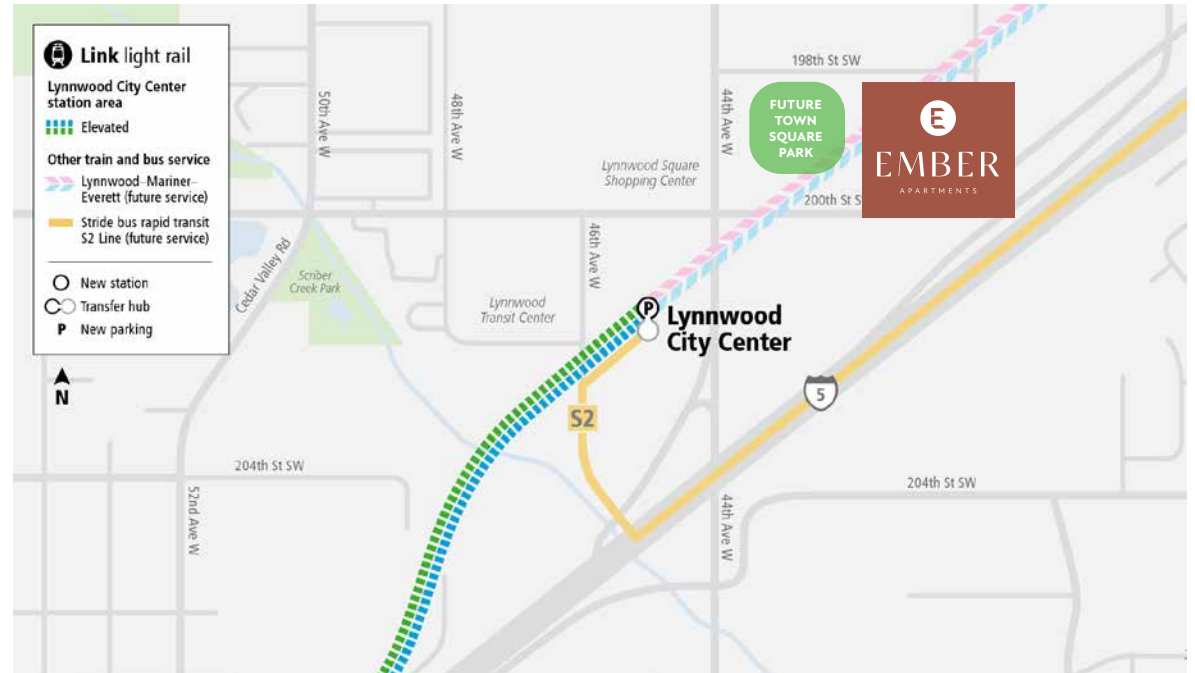 Link light rail
Lynnwood City Center
station area
Elevated
Other train and bus service
Lynnwood–Mariner–
Everett (future service)
Stride bus rapid transit
S2 Line (future service)
New station
Transfer hub
P New parking
N
50th Ave W
48th Ave W
44th Ave W
198th St SW
FUTURE
TOWN
SQUARE
PARK
E
EMBER
APARTMENTS
Lynnwood Square
Shopping Center
200th St S
46th Ave W
Cedar Valley Rd
Scriber
Creek Park
Lynnwood
Transit Center
P
Lynnwood
City Center
5
S2
204th St SW
204th St SW
52nd Ave W
44th Ave W